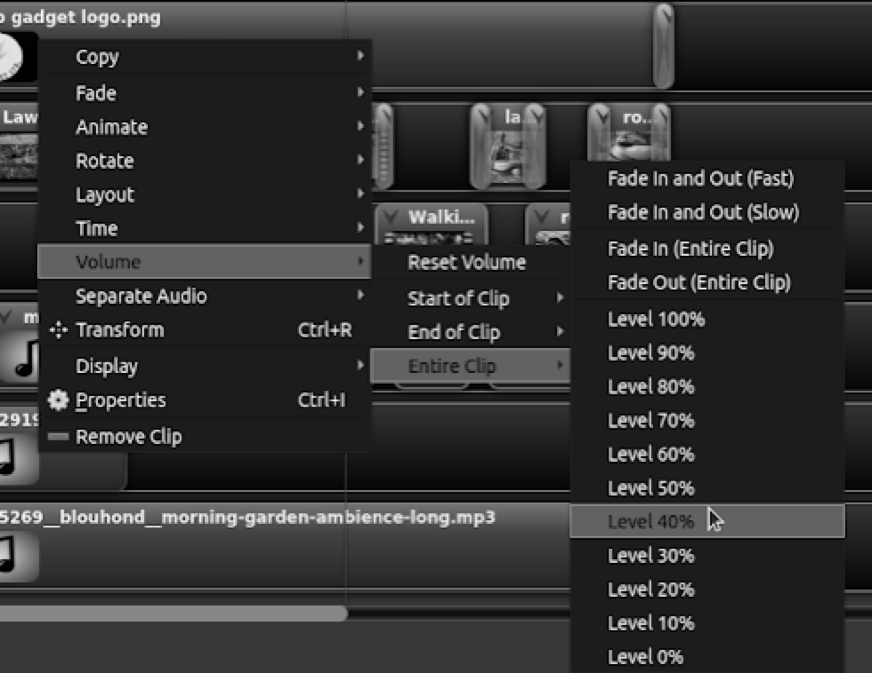 gadget logo.png
Copy
Fade
Animate
Rotate
Layout
Time
Volume
Separate Audio
Transform Ctrl+R
Display
Properties Ctrl+I
Remove Clip
Law
la...
ro...
Walki...
r
m
2919
5269__blouhond__morning-garden-ambience-long.mp3
Reset Volume
Start of Clip
End of Clip
Entire Clip
Fade In and Out (Fast)
Fade In and Out (Slow)
Fade In (Entire Clip)
Fade Out (Entire Clip)
Level 100%
Level 90%
Level 80%
Level 70%
Level 60%
Level 50%
Level 40%
Level 30%
Level 20%
Level 10%
Level 0%